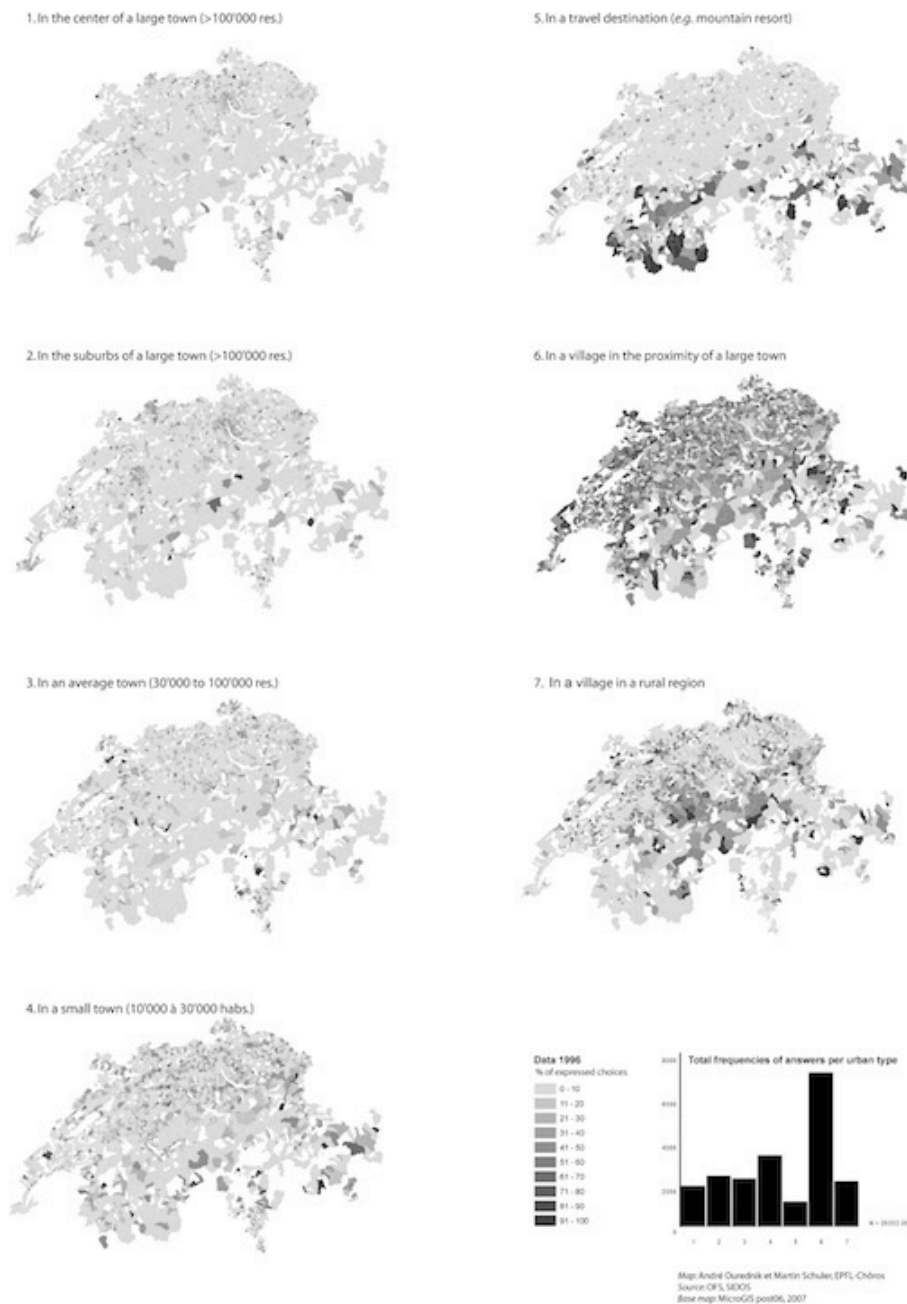 1. In the center of a large town (>100'000 res.)
5. In a travel destination (e.g. mountain resort)
2. In the suburbs of a large town (>100'000 res.)
6. In a village in the proximity of a large town
3. In an average town (30'000 to 100'000 res.)
7. In a village in a rural region
4. In a small town (10'000 à 30'000 habs.)
Data 1996
% of expressed choices
0 - 10
11 - 20
21 - 30
31 - 40
41 - 50
51 - 60
61 - 70
71 - 80
81 - 90
91 - 100
Total frequencies of answers per urban type
8000
6000
4000
2000
0
1 2 3 4 5 6 7
N =
Map: André Ourednik et Martin Schuler, EPFL-Chôros
Source: OFS, SIDOS
Base map: MicroGIS post06, 2007